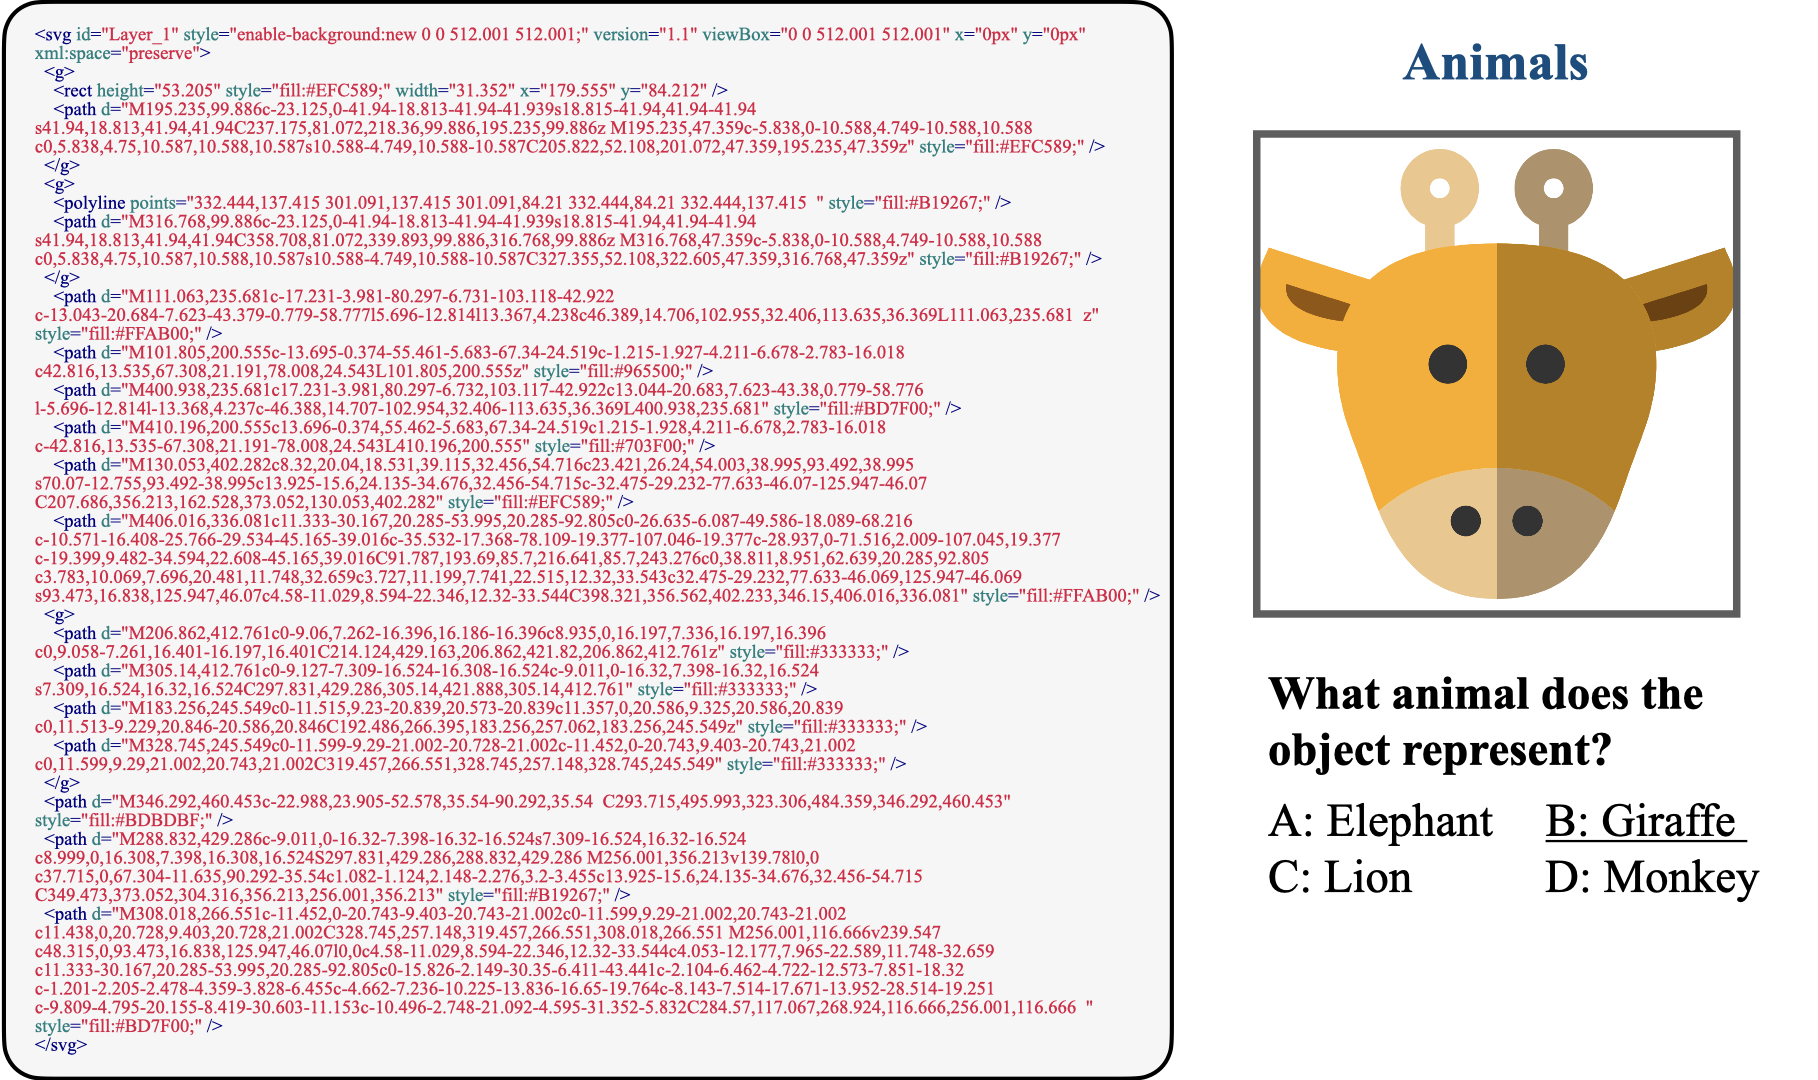 <svg id="Layer_1" style="enable-background:new 0 0 512.001 512.001;" version="1.1" viewBox="0 0 512.001 512.001" x="0px" y="0px"
xml:space="preserve">
<g>
<rect height="53.205" style="fill:#EFC589;" width="31.352" x="179.555" y="84.212" />
<path d="M195.235,99.886c-23.125,0-41.94-18.813-41.94-41.939s18.815-41.94,41.94-41.94
s41.94,18.813,41.94,41.94C237.175,81.072,218.36,99.886,195.235,99.886z M195.235,47.359c-5.838,0-10.588,4.749-10.588,10.588
c0,5.838,4.75,10.587,10.588,10.587s10.588-4.749,10.588-10.587C205.822,52.108,201.072,47.359,195.235,47.359z" style="fill:#EFC589;" />
</g>
<g>
<polyline points="332.444,137.415 301.091,137.415 301.091,84.21 332.444,84.21 332.444,137.415  " style="fill:#B19267;" />
<path d="M316.768,99.886c-23.125,0-41.94-18.813-41.94-41.939s18.815-41.94,41.94-41.94
s41.94,18.813,41.94,41.94C358.708,81.072,339.893,99.886,316.768,99.886z M316.768,47.359c-5.838,0-10.588,4.749-10.588,10.588
c0,5.838,4.75,10.587,10.588,10.587s10.588-4.749,10.588-10.587C327.355,52.108,322.605,47.359,316.768,47.359z" style="fill:#B19267;" />
</g>
<path d="M111.063,235.681c-17.231-3.981-80.297-6.731-103.118-42.922
c-13.043-20.684-7.623-43.379-0.779-58.777l5.696-12.814l13.367,4.238c46.389,14.706,102.955,32.406,113.635,36.369L111.063,235.681  z"
style="fill:#FFAB00;" />
<path d="M101.805,200.555c-13.695-0.374-55.461-5.683-67.34-24.519c-1.215-1.927-4.211-6.678-2.783-16.018
c42.816,13.535,67.308,21.191,78.008,24.543L101.805,200.555z" style="fill:#965500;" />
<path d="M400.938,235.681c17.231-3.981,80.297-6.732,103.117-42.922c13.044-20.683,7.623-43.38,0.779-58.776
l-5.696-12.814l-13.368,4.237c-46.388,14.707-102.954,32.406-113.635,36.369L400.938,235.681" style="fill:#BD7F00;" />
<path d="M410.196,200.555c13.696-0.374,55.462-5.683,67.34-24.519c1.215-1.928,4.211-6.678,2.783-16.018
c-42.816,13.535-67.308,21.191-78.008,24.543L410.196,200.555" style="fill:#703F00;" />
<path d="M130.053,402.282c8.32,20.04,18.531,39.115,32.456,54.716c23.421,26.24,54.003,38.995,93.492,38.995
s70.07-12.755,93.492-38.995c13.925-15.6,24.135-34.676,32.456-54.715c-32.475-29.232-77.633-46.07-125.947-46.07
C207.686,356.213,162.528,373.052,130.053,402.282" style="fill:#EFC589;" />
<path d="M406.016,336.081c11.333-30.167,20.285-53.995,20.285-92.805c0-26.635-6.087-49.586-18.089-68.216
c-10.571-16.408-25.766-29.534-45.165-39.016c-35.532-17.368-78.109-19.377-107.046-19.377c-28.937,0-71.516,2.009-107.045,19.377
c-19.399,9.482-34.594,22.608-45.165,39.016C91.787,193.69,85.7,216.641,85.7,243.276c0,38.811,8.951,62.639,20.285,92.805
c3.783,10.069,7.696,20.481,11.748,32.659c3.727,11.199,7.741,22.515,12.32,33.543c32.475-29.232,77.633-46.069,125.947-46.069
s93.473,16.838,125.947,46.07c4.58-11.029,8.594-22.346,12.32-33.544C398.321,356.562,402.233,346.15,406.016,336.081" style="fill:#FFAB00;" />
<g>
<path d="M206.862,412.761c0-9.06,7.262-16.396,16.186-16.396c8.935,0,16.197,7.336,16.197,16.396
c0,9.058-7.261,16.401-16.197,16.401C214.124,429.163,206.862,421.82,206.862,412.761z" style="fill:#333333;" />
<path d="M305.14,412.761c0-9.127-7.309-16.524-16.308-16.524c-9.011,0-16.32,7.398-16.32,16.524
s7.309,16.524,16.32,16.524C297.831,429.286,305.14,421.888,305.14,412.761" style="fill:#333333;" />
<path d="M183.256,245.549c0-11.515,9.23-20.839,20.573-20.839c11.357,0,20.586,9.325,20.586,20.839
c0,11.513-9.229,20.846-20.586,20.846C192.486,266.395,183.256,257.062,183.256,245.549z" style="fill:#333333;" />
<path d="M328.745,245.549c0-11.599-9.29-21.002-20.728-21.002c-11.452,0-20.743,9.403-20.743,21.002
c0,11.599,9.29,21.002,20.743,21.002C319.457,266.551,328.745,257.148,328.745,245.549" style="fill:#333333;" />
</g>
<path d="M346.292,460.453c-22.988,23.905-52.578,35.54-90.292,35.54  C293.715,495.993,323.306,484.359,346.292,460.453"
style="fill:#BDBDBF;" />
<path d="M288.832,429.286c-9.011,0-16.32-7.398-16.32-16.524s7.309-16.524,16.32-16.524
c8.999,0,16.308,7.398,16.308,16.524S297.831,429.286,288.832,429.286 M256.001,356.213v139.78l0,0
c37.715,0,67.304-11.635,90.292-35.54c1.082-1.124,2.148-2.276,3.2-3.455c13.925-15.6,24.135-34.676,32.456-54.715
C349.473,373.052,304.316,356.213,256.001,356.213" style="fill:#B19267;" />
<path d="M308.018,266.551c-11.452,0-20.743-9.403-20.743-21.002c0-11.599,9.29-21.002,20.743-21.002
c11.438,0,20.728,9.403,20.728,21.002C328.745,257.148,319.457,266.551,308.018,266.551 M256.001,116.666v239.547
c48.315,0,93.473,16.838,125.947,46.07l0,0c4.58-11.029,8.594-22.346,12.32-33.544c4.053-12.177,7.965-22.589,11.748-32.659
c11.333-30.167,20.285-53.995,20.285-92.805c0-15.826-2.149-30.35-6.411-43.441c-2.104-6.462-4.722-12.573-7.851-18.32
c-1.201-2.205-2.478-4.359-3.828-6.455c-4.662-7.236-10.225-13.836-16.65-19.764c-8.143-7.514-17.671-13.952-28.514-19.251
c-9.809-4.795-20.155-8.419-30.603-11.153c-10.496-2.748-21.092-4.595-31.352-5.832C284.57,117.067,268.924,116.666,256.001,116.666  "
style="fill:#BD7F00;" />
</svg>
Animals
What animal does the
object represent?
A: Elephant B: Giraffe
C: Lion D: Monkey